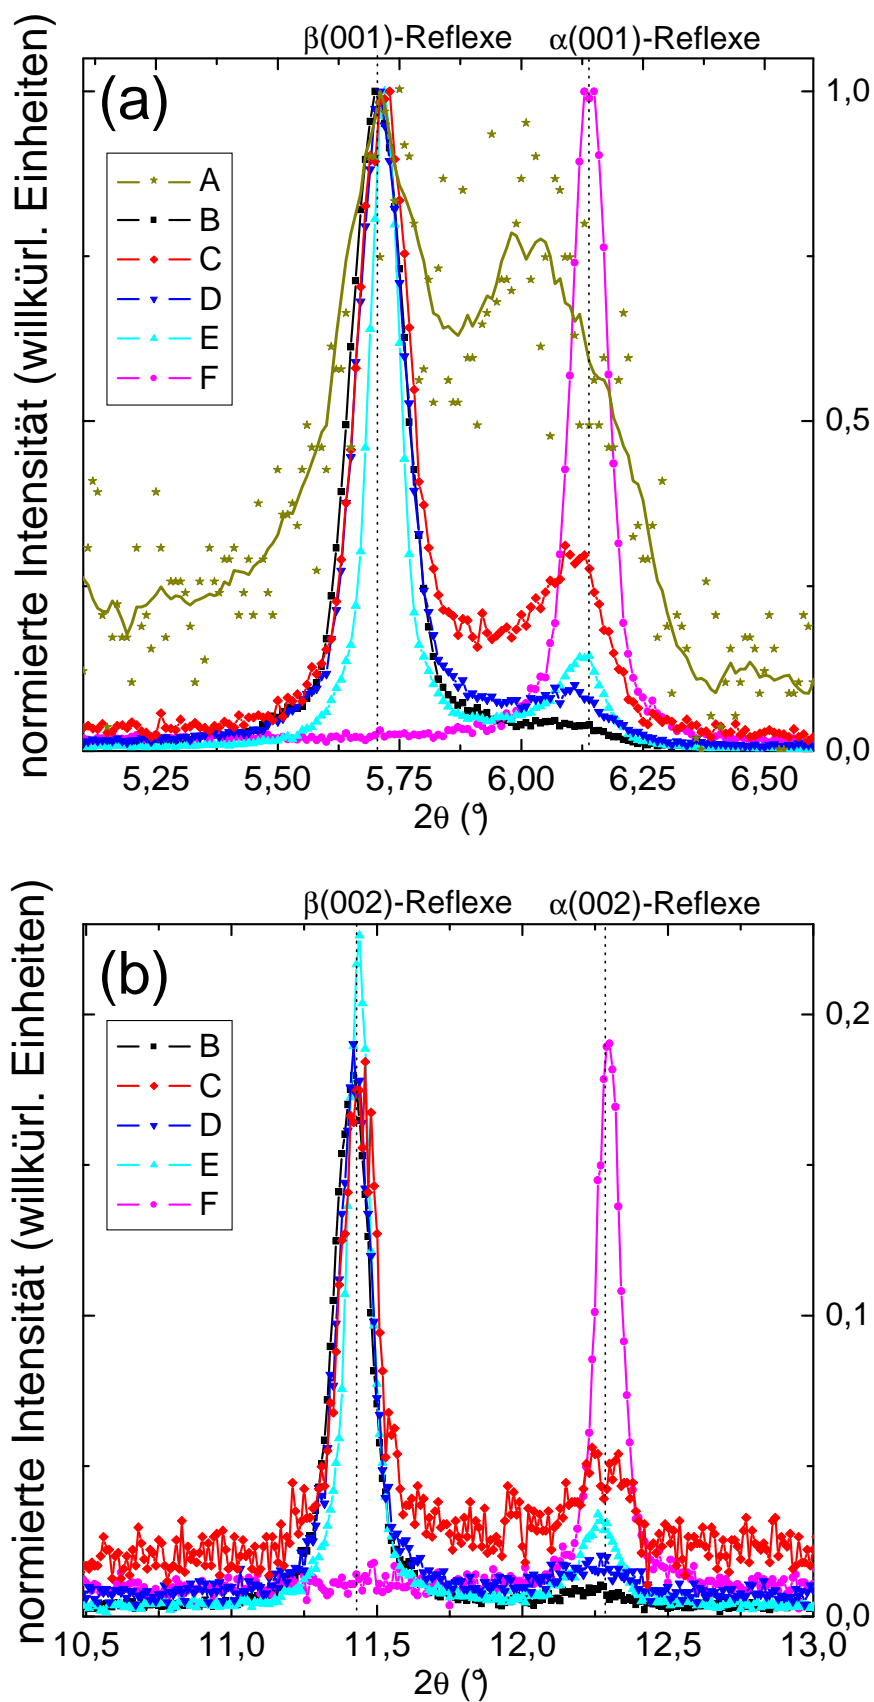 β(001)-Reflexe α(001)-Reflexe
(a)
normierte Intensität (willkürl. Einheiten)
A
B
C
D
E
F
1,0
0,5
0,0
5,25 5,50 5,75 6,00 6,25 6,50
2θ (°)
β(002)-Reflexe α(002)-Reflexe
(b)
normierte Intensität (willkürl. Einheiten)
B
C
D
E
F
0,2
0,1
0,0
10,5 11,0 11,5 12,0 12,5 13,0
2θ (°)